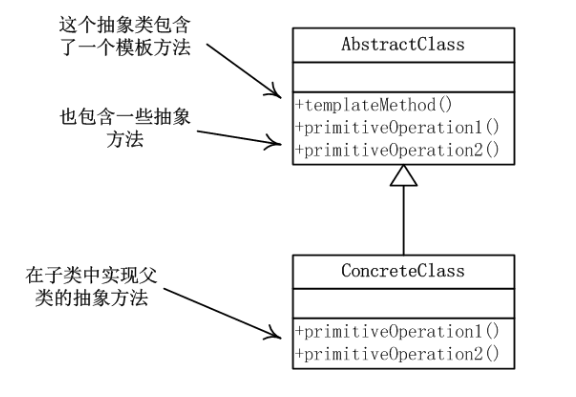 这个抽象类包含
了一个模板方法
AbstractClass
+templateMethod()
+primitiveOperation1()
+primitiveOperation2()
也包含一些抽象
方法
ConcreteClass
在子类中实现父
类的抽象方法
+primitiveOperation1()
+primitiveOperation2()